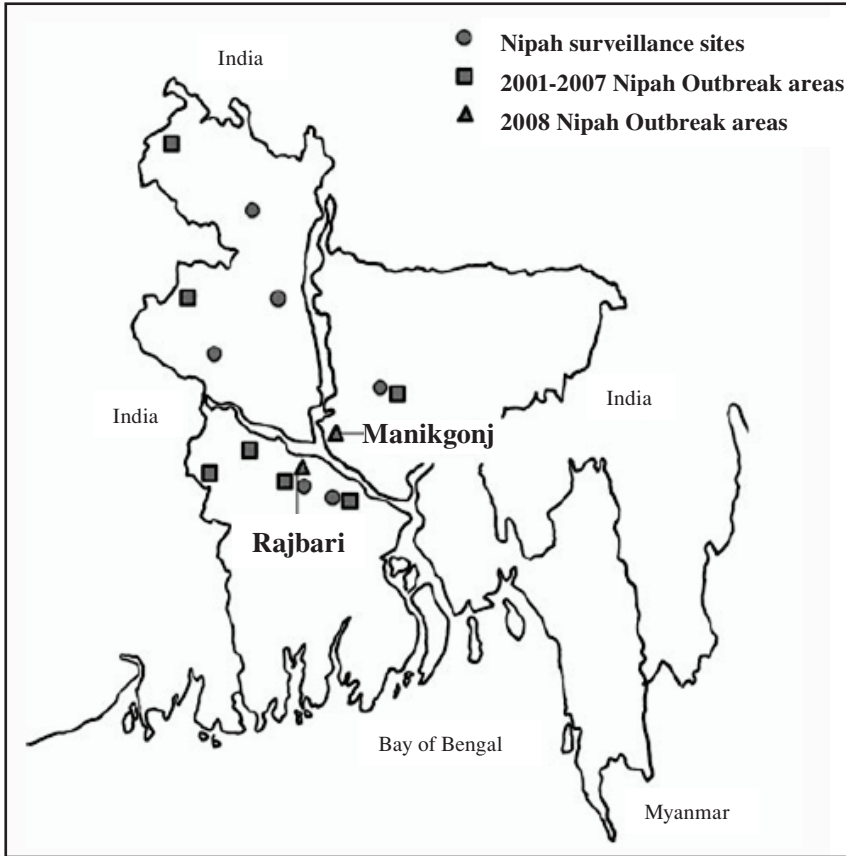 India
Nipah surveillance sites
2001-2007 Nipah Outbreak areas
2008 Nipah Outbreak areas
India
India
Manikgonj
Rajbari
Bay of Bengal
Myanmar